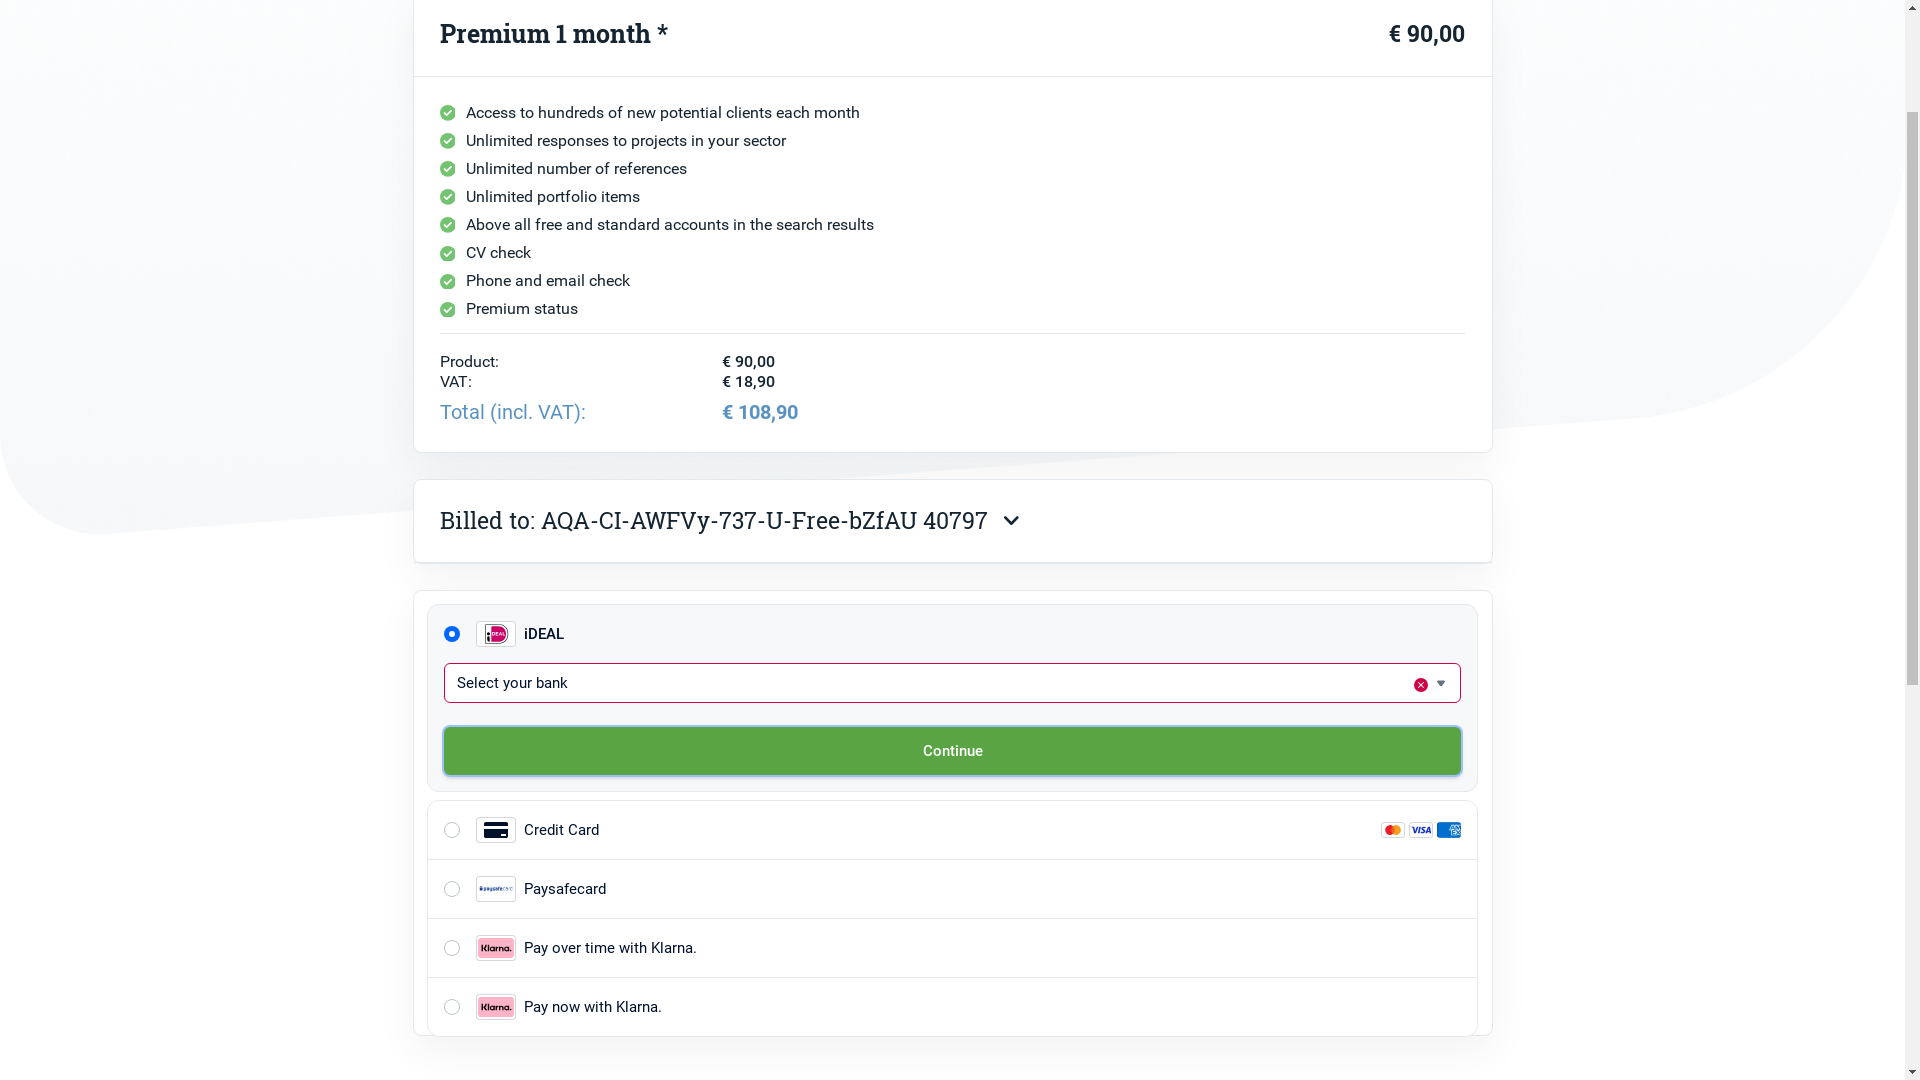 Premium 1 month * € 90,00
Access to hundreds of new potential clients each month
Unlimited responses to projects in your sector
Unlimited number of references
Unlimited portfolio items
Above all free and standard accounts in the search results
CV check
Phone and email check
Premium status
Product: € 90,00
VAT: € 18,90
Total (incl. VAT): € 108,90
Billed to: AQA-CI-AWFVy-737-U-Free-bZfAU 40797
iDEAL iDEAL
Select your bank
Continue
Credit Card VISA
paysafecard Paysafecard
Klarna. Pay over time with Klarna.
Klarna. Pay now with Klarna.